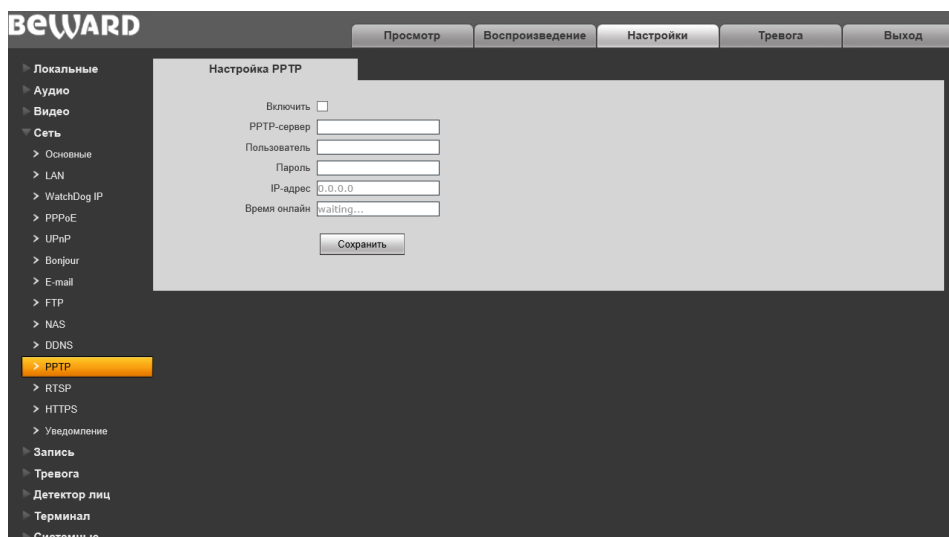 BEWARD
Просмотр
Воспроизведение
Настройки
Тревога
Выход
Локальные
Аудио
Видео
Сеть
Основные
LAN
WatchDog IP
PPPoE
UPnP
Bonjour
E-mail
FTP
NAS
DDNS
PPTP
RTSP
HTTPS
Уведомление
Запись
Тревога
Детектор лиц
Терминал
Системные
Настройка PPTP
Включить
PPTP-сервер
Пользователь
Пароль
IP-адрес 0.0.0.0
Время онлайн waiting...
Сохранить